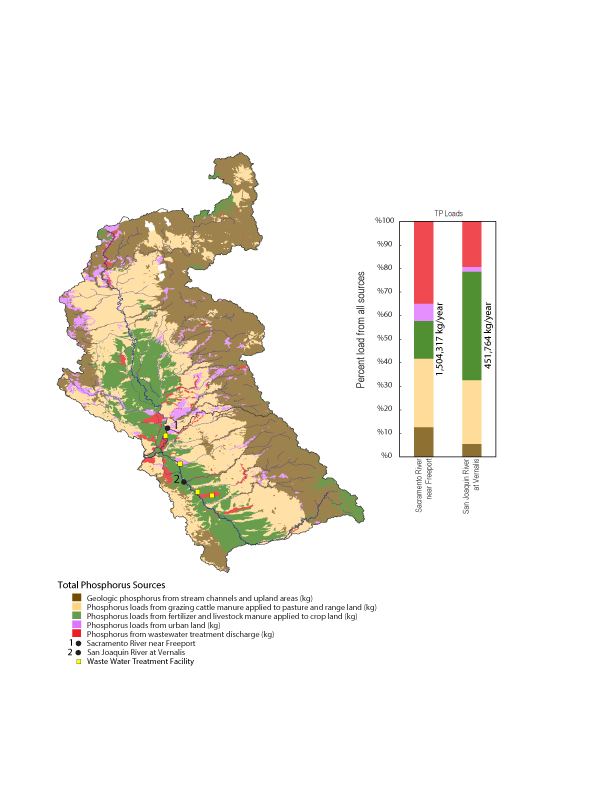 TP Loads
%100
%90
%80
%70
%60
%50
%40
%30
%20
%10
%0
Percent load from all sources
1,504,317 kg/year
451,764 kg/year
Sacramento River
near Freeport
San Joaquin River
at Vernalis
1
2
Total Phosphorus Sources
Geologic phosphorus from stream channels and upland areas (kg)
Phosphorus loads from grazing cattle manure applied to pasture and range land (kg)
Phosphorus loads from fertilizer and livestock manure applied to crop land (kg)
Phosphorus loads from urban land (kg)
Phosphorus from wastewater treatment discharge (kg)
1 Sacramento River near Freeport
2 San Joaquin River at Vernalis
Waste Water Treatment Facility